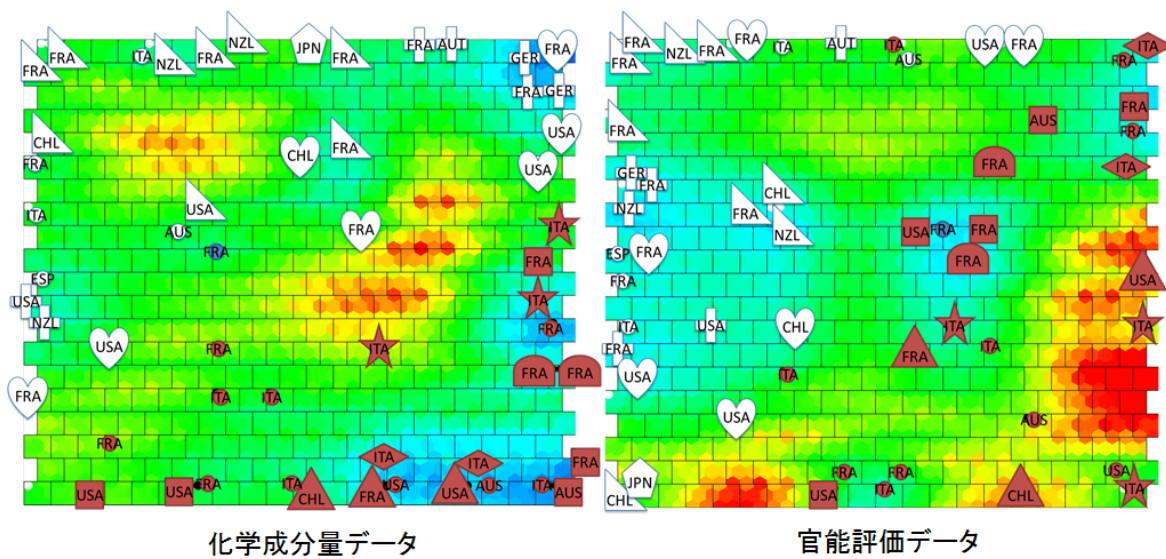 FRA FRA ITA NZL FRA NZL JPN FRA FRA AUT GER FRA
FRA GER
CHL FRA CHL FRA USA
USA
ITA USA
AUS FRA ITA
FRA
FRA
ESP
USA ITA
NZL FRA
USA FRA ITA
FRA FRA
FRA ITA ITA
FRA
ITA ITA FRA
USA USA FRA ITA CHL FRA USA USA AUS ITA AUS
化学成分量データ
FRA FRA NZL FRA FRA ITA AUT ITA USA FRA ITA
AUS FRA
FRA AUS FRA
FRA
GER FRA ITA
FRA CHL
NZL FRA
NZL USA FRA FRA
ESP FRA FRA
FRA USA
ITA USA CHL ITA ITA
FRA FRA ITA
USA ITA
USA AUS
CHL JPN FRA FRA USA
USA ITA CHL ITA
官能評価データ